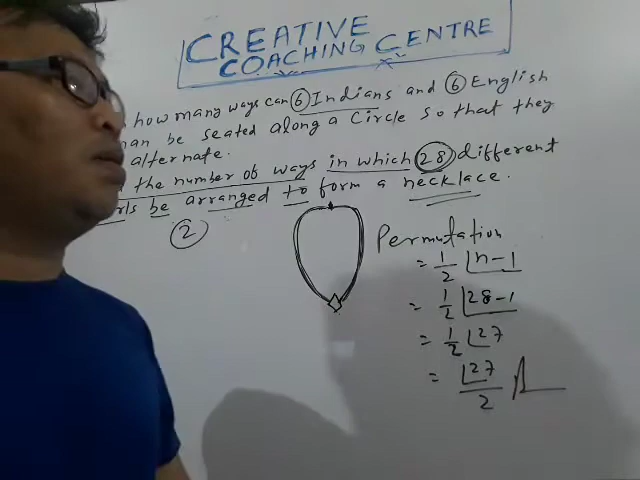 CREATIVE
COACHING CENTRE
how many ways can 6 Indians and 6 English
an be seated along a Circle so that they
alternate.
the number of ways in which 28 different
rls be arranged to form a necklace.
2
Permutation
= 1/2 |n-1
= 1/2 |28-1
= 1/2 |27
= |27/2